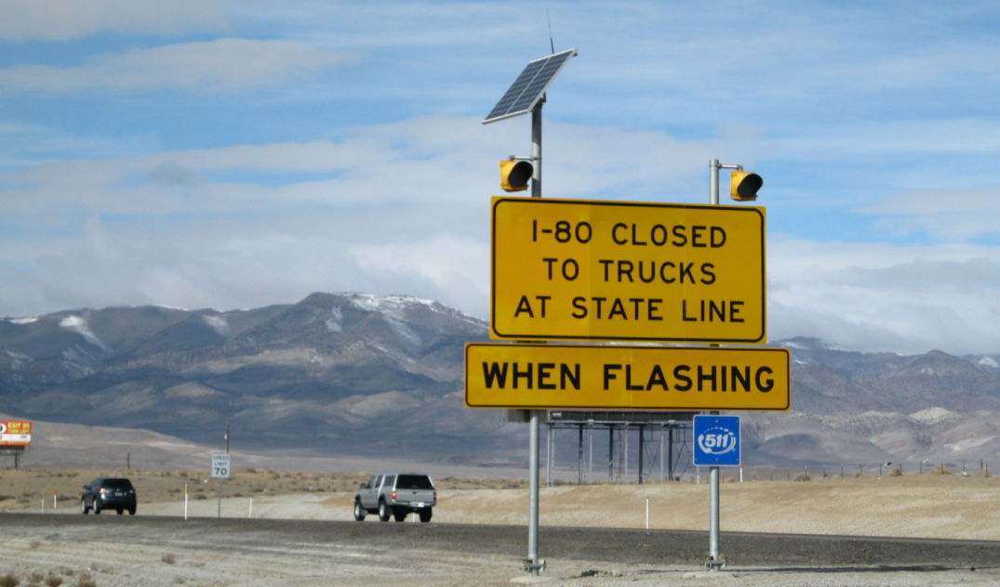 I-80 CLOSED
TO TRUCKS
AT STATE LINE
WHEN FLASHING
511
SPEED
LIMIT
70